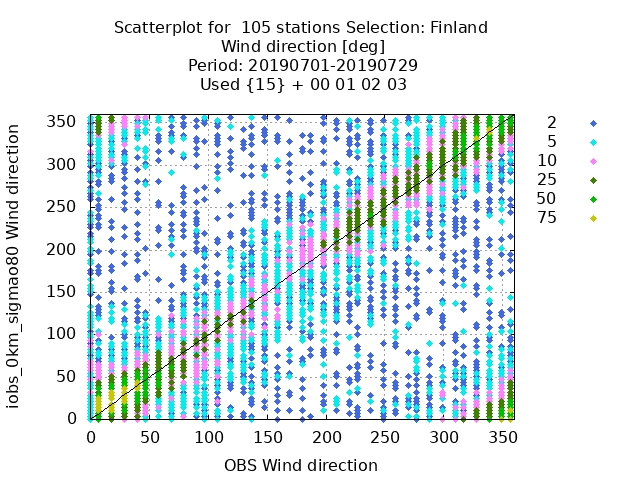 Scatterplot for  105 stations Selection: Finland
Wind direction [deg]
Period: 20190701-20190729
Used {15} + 00 01 02 03
iobs_0km_sigmao80 Wind direction
350
300
250
200
150
100
50
0
0 50 100 150 200 250 300 350
OBS Wind direction
2
5
10
25
50
75